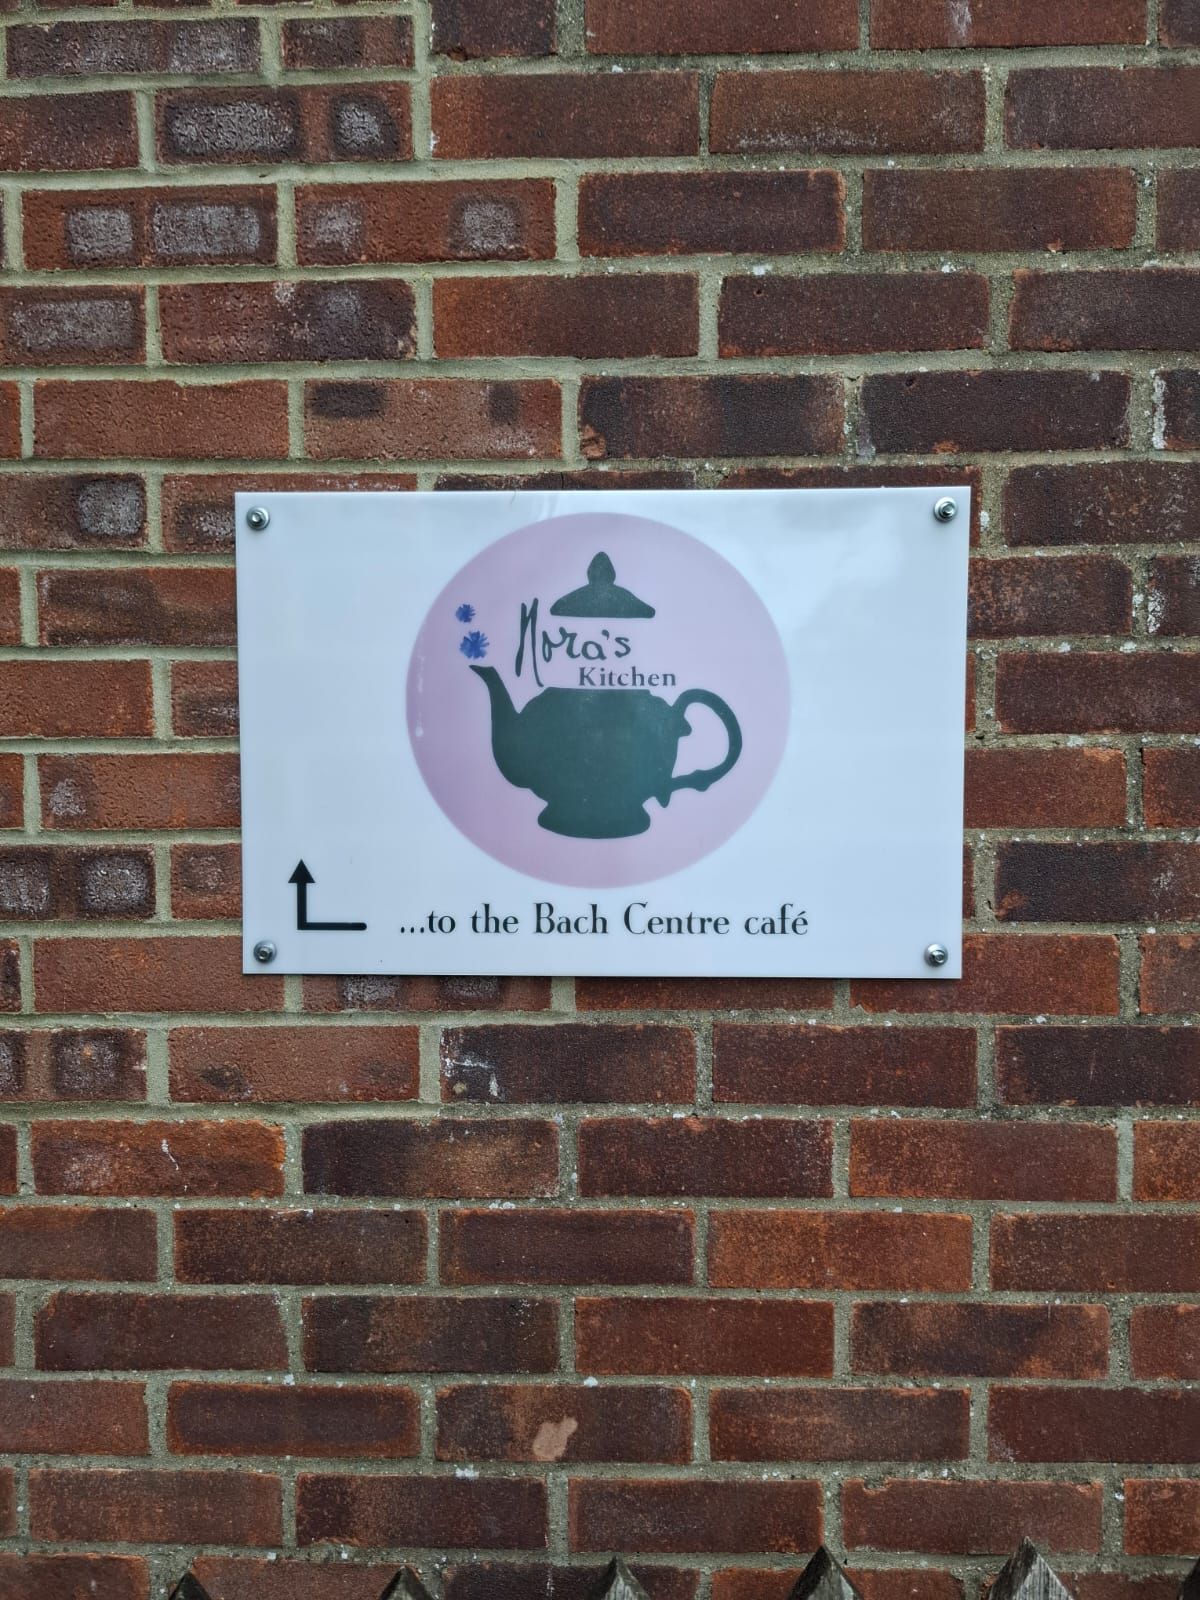 Nora's
Kitchen
...to the Bach Centre café